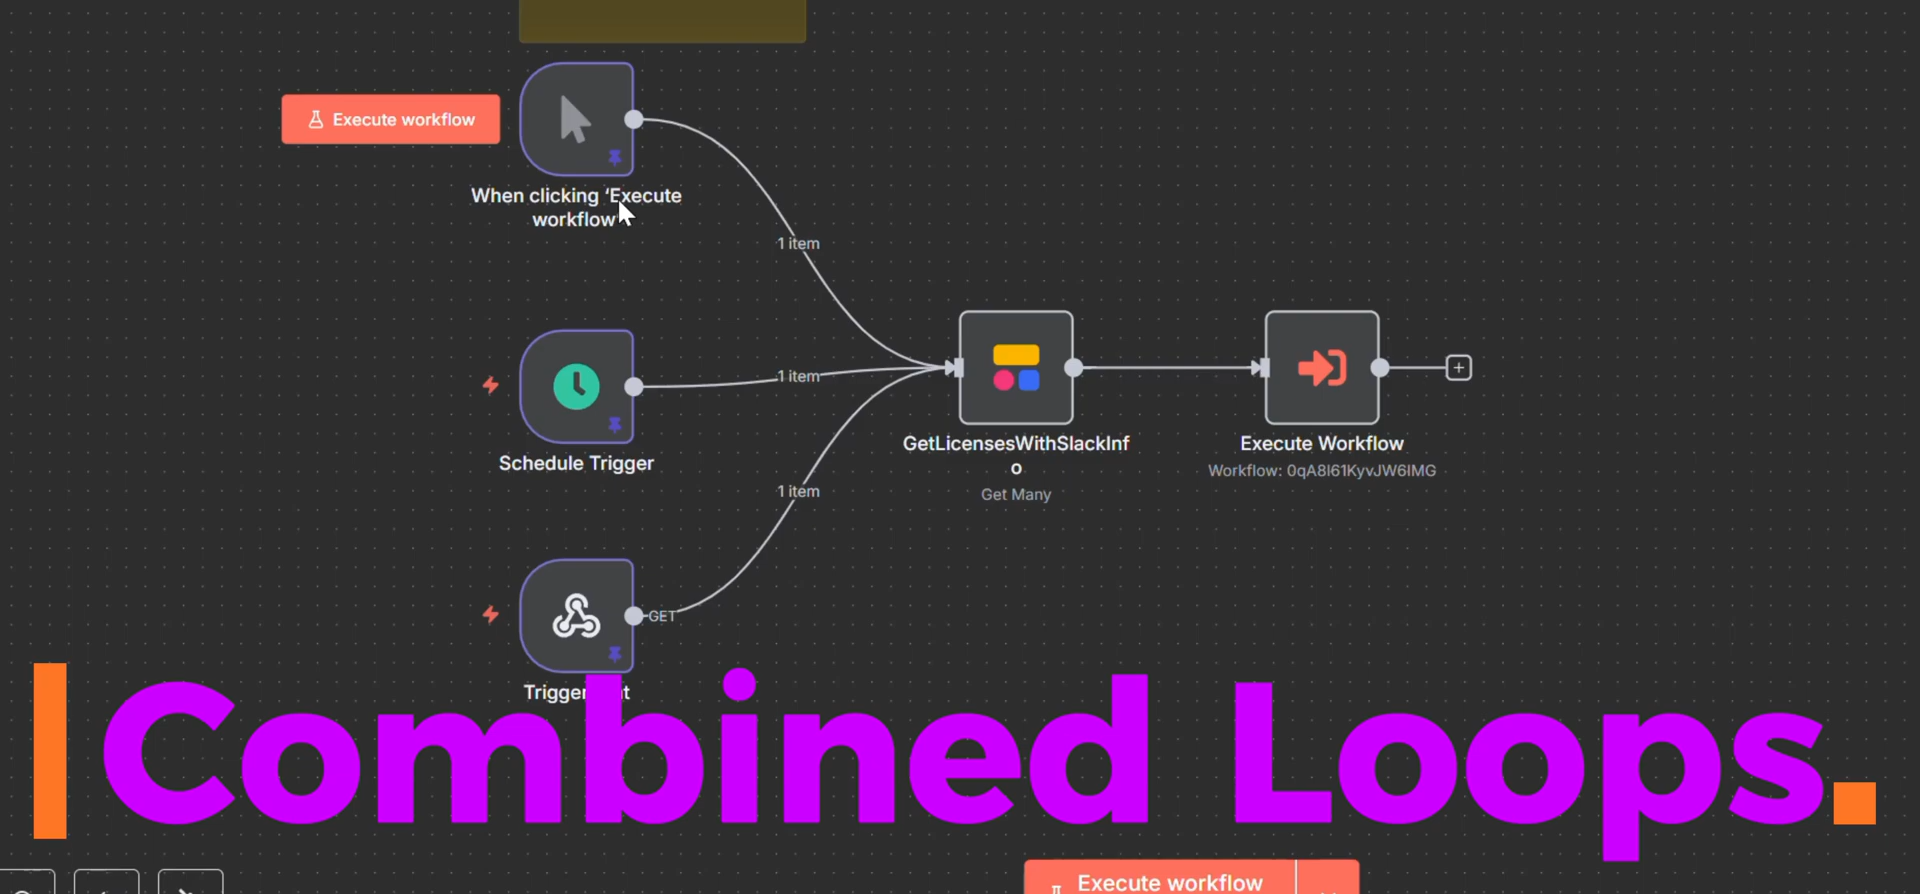 Execute workflow
When clicking ‘Execute
workflow’
1 item
1 item
Schedule Trigger
GetLicensesWithSlackInf
o
Get Many
Execute Workflow
Workflow: 0qA8I61KyvJW6IMG
1 item
GET
Combined Loops.
Execute workflow